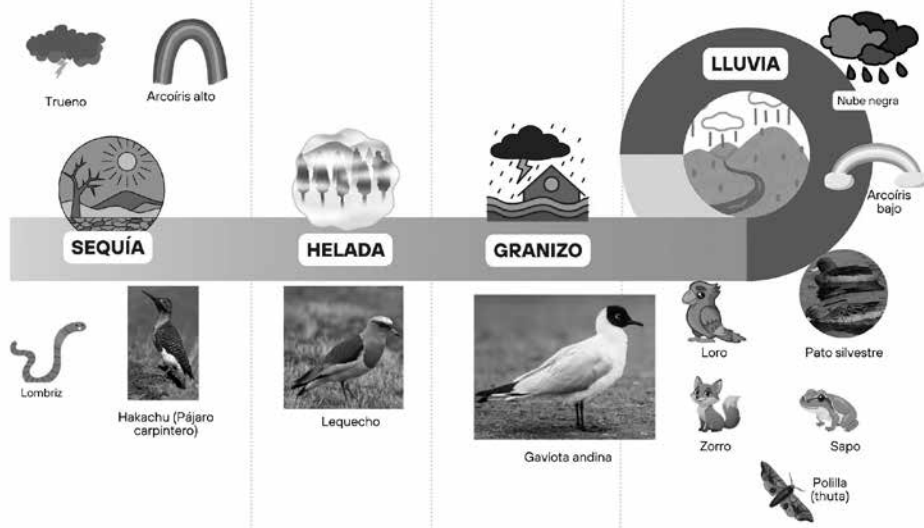 Trueno
Arcoíris alto
SEQUÍA
Lombriz
Hakachu (Pájaro
carpintero)
HELADA
Lequecho
GRANIZO
Gaviota andina
LLUVIA
Nube negra
Arcoíris
bajo
Loro
Pato silvestre
Zorro
Sapo
Polilla
(thuta)